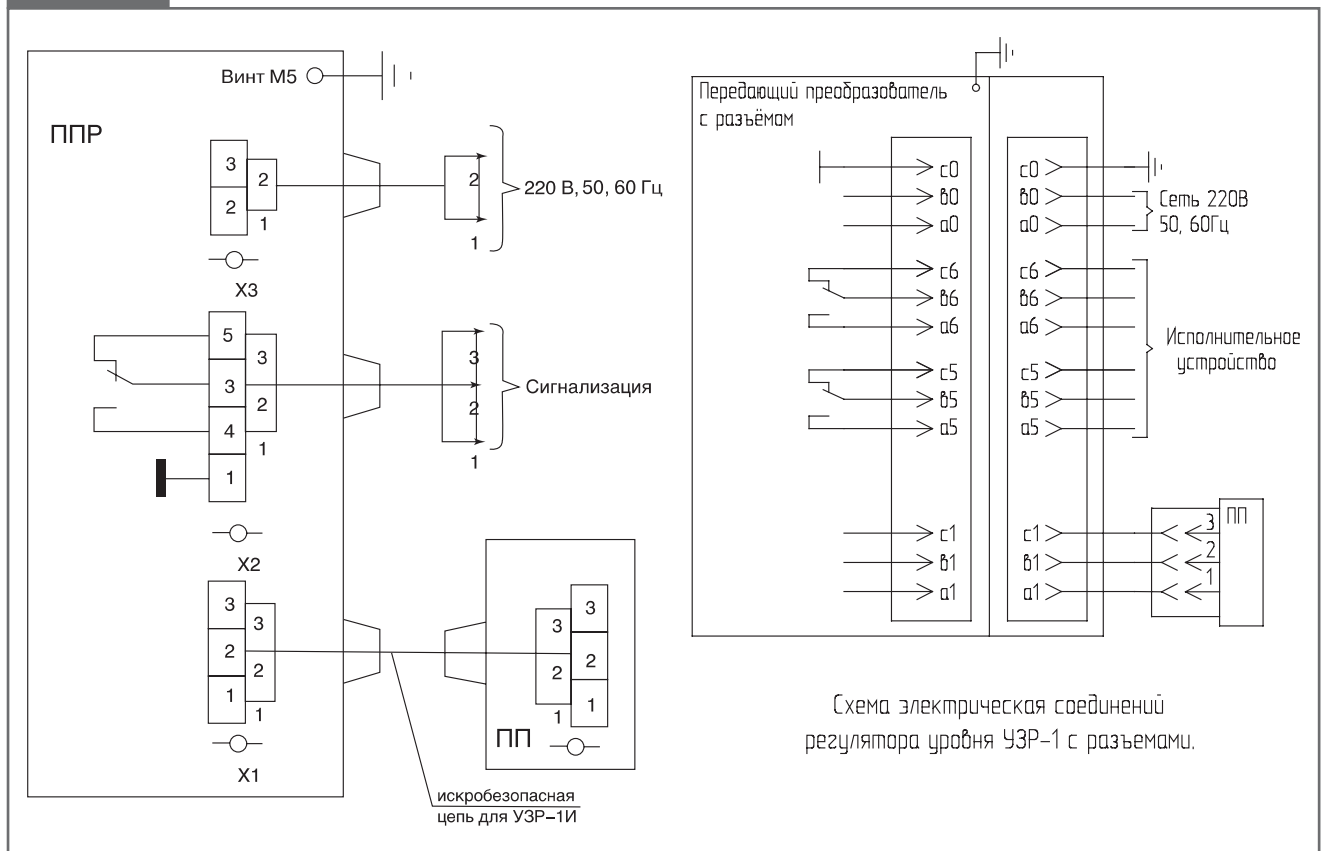 Винт М5
ППР
3
2
2
1
Х3
2
1
220 В, 50, 60 Гц
5
3
4
1
3
2
1
Х2
3
2
1
Сигнализация
3
2
1
3
2
1
Х1
3
2
1
3
2
1
ПП
искробезопасная
цепь для УЗР–1И
Передающий преобразователь
с разъёмом
с0
в0
а0
с6
в6
а6
с5
в5
а5
с1
в1
а1
с0
в0
а0
с6
в6
а6
с5
в5
а5
с1
в1
а1
Сеть 220В
50, 60Гц
Исполнительное
устройство
3
2
1
ПП
Схема электрическая соединений
регулятора уровня УЗР–1 с разъемами.